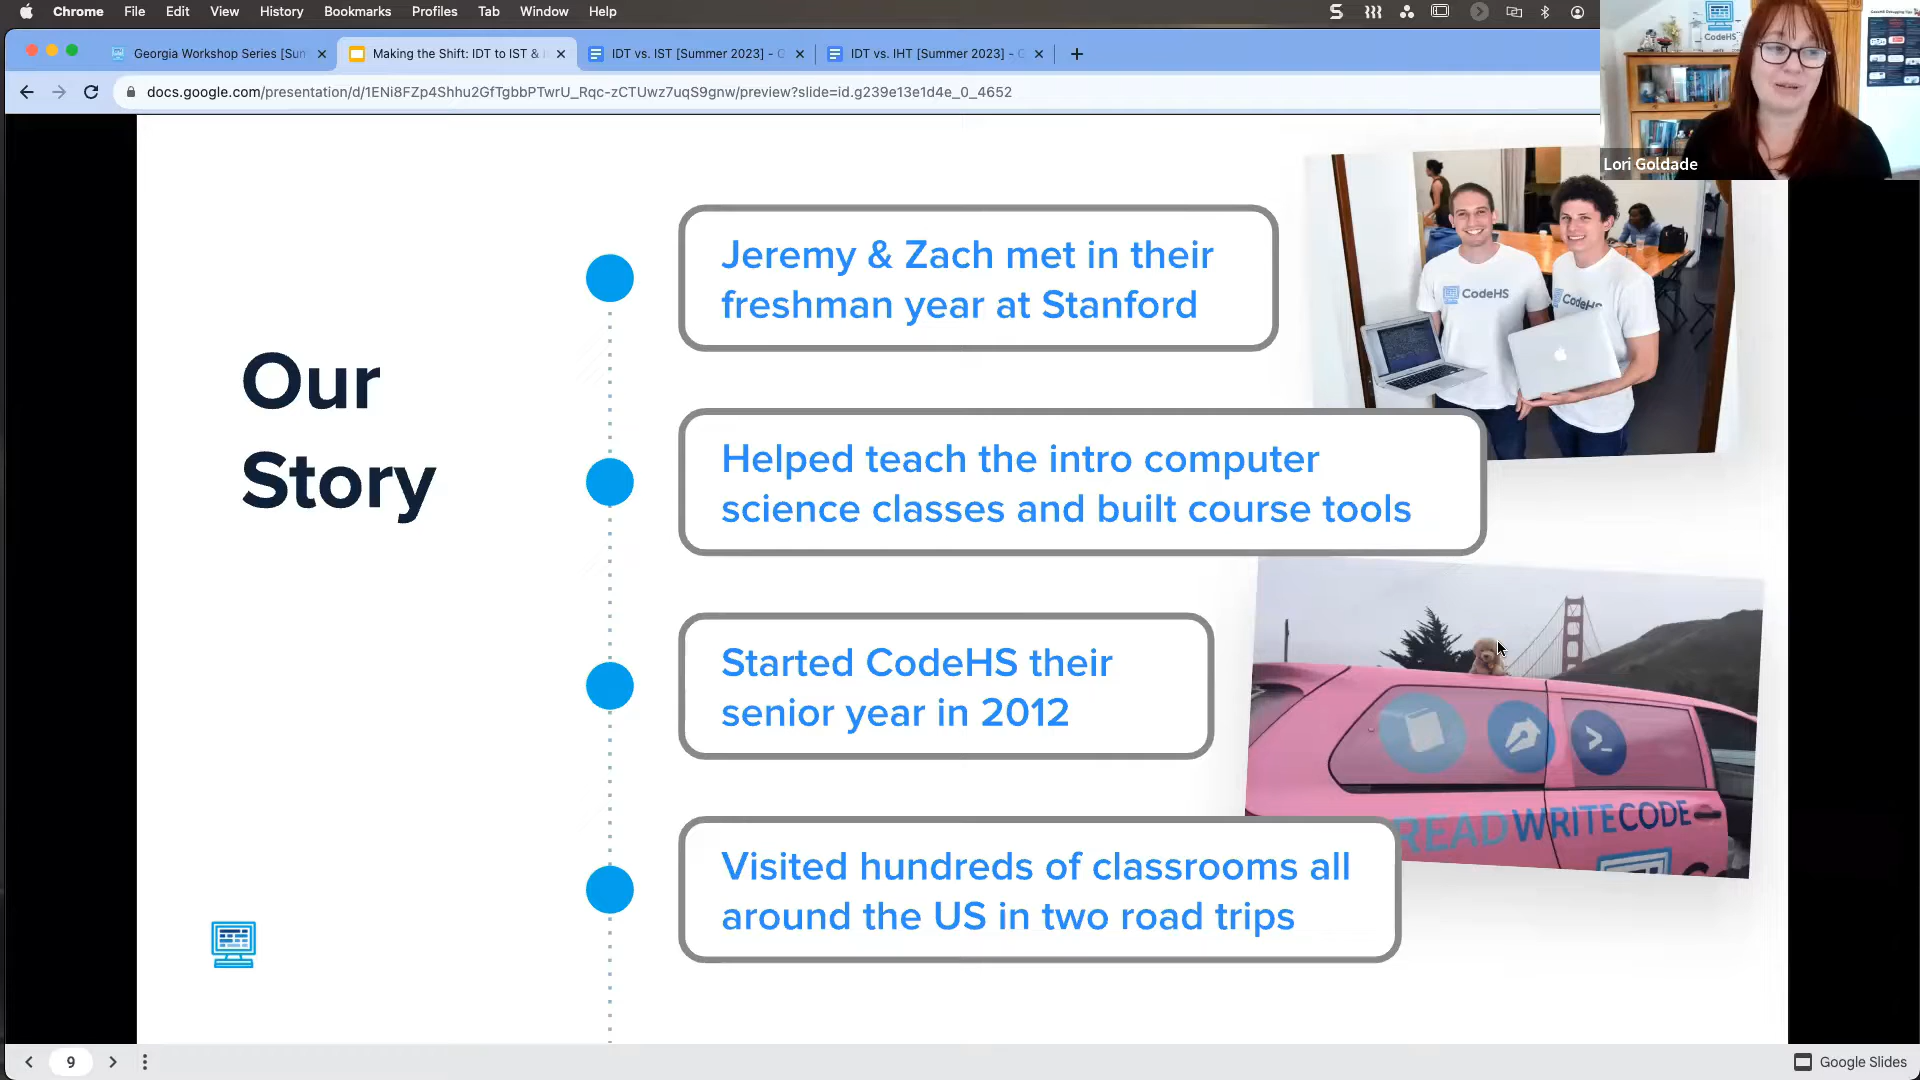 Chrome File Edit View History Bookmarks Profiles Tab Window Help
Georgia Workshop Series [Sun
Making the Shift: IDT to IST &
IDT vs. IST [Summer 2023] - G
IDT vs. IHT [Summer 2023] - G
docs.google.com/presentation/d/1ENi8FZp4Shhu2GfTgbbPTwrU_Rqc-zCTUwz7uqS9gnw/preview?slide=id.g239e13e1d4e_0_4652
CodeHS
Lori Goldade
Our
Story
Jeremy & Zach met in their
freshman year at Stanford
CodeHS
CodeHS
Helped teach the intro computer
science classes and built course tools
Started CodeHS their
senior year in 2012
READWRITECODE
Visited hundreds of classrooms all
around the US in two road trips
9
Google Slides